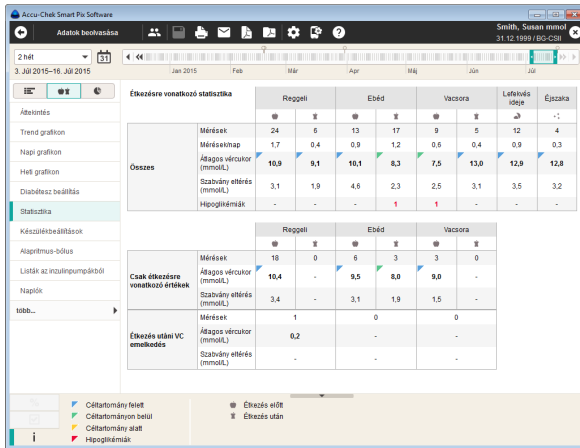 Accu-Chek Smart Pix Software
Adatok beolvasása
Smith, Susan mmol
31.12.1999 / BG-CSII
2 hét
31
3. Júl 2015–16. Júl 2015
Jan 2015 Feb Már Ápr Máj Jún Júl
Áttekintés
Trend grafikon
Napi grafikon
Heti grafikon
Diabétesz beállítás
Statisztika
Készülékbeállítások
Alapritmus-bólus
Listák az inzulinpumpákból
Naplók
több...
Étkezésre vonatkozó statisztika
Reggeli Ebéd Vacsora Lefekvés ideje Éjszaka
Összes
Mérések 24 6 13 17 9 5 12 4
Mérések/nap 1,7 0,4 0,9 1,2 0,6 0,4 0,9 0,3
Átlagos vércukor (mmol/L) 10,9 9,1 10,1 8,3 7,5 13,0 12,9 12,8
Szabvány eltérés (mmol/L) 3,1 1,9 4,6 2,3 2,5 3,1 3,5 3,2
Hipoglikémiák - - - 1 1 - - -
Reggeli Ebéd Vacsora
Csak étkezésre vonatkozó értékek
Mérések 18 0 6 3 3 0
Átlagos vércukor (mmol/L) 10,4 - 9,5 8,0 9,0 -
Szabvány eltérés (mmol/L) 3,4 - 3,1 1,9 1,5 -
Étkezés utáni VC emelkedés
Mérések 1 0 0
Átlagos vércukor (mmol/L) 0,2 - -
Szabvány eltérés (mmol/L) - - -
Céltartomány felett
Céltartományon belül
Céltartomány alatt
Hipoglikémiák
Étkezés előtt
Étkezés után
i